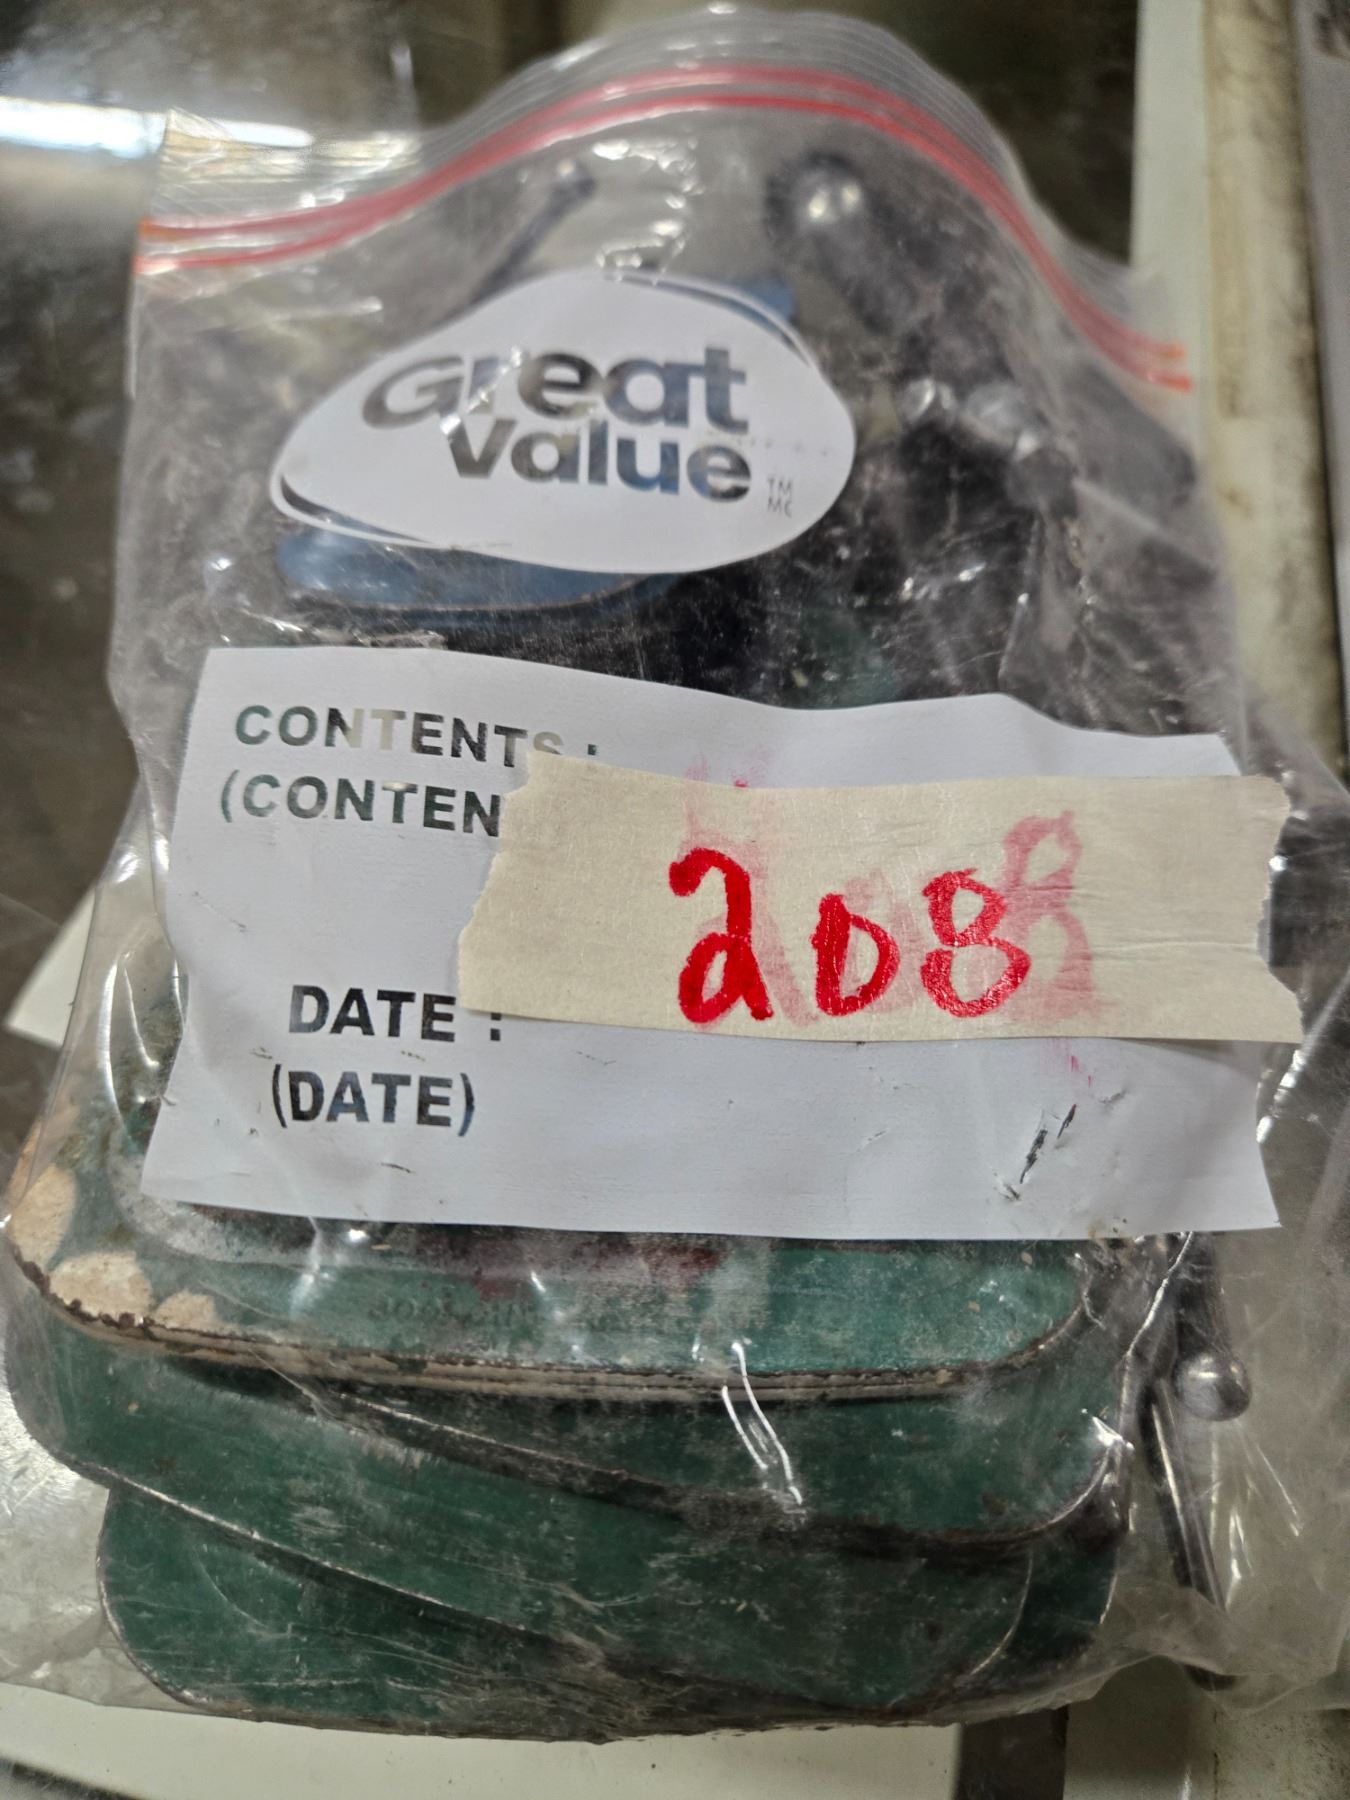 Great
Value
TM
MC
CONTENTS :
(CONTEN
208
DATE :
(DATE)